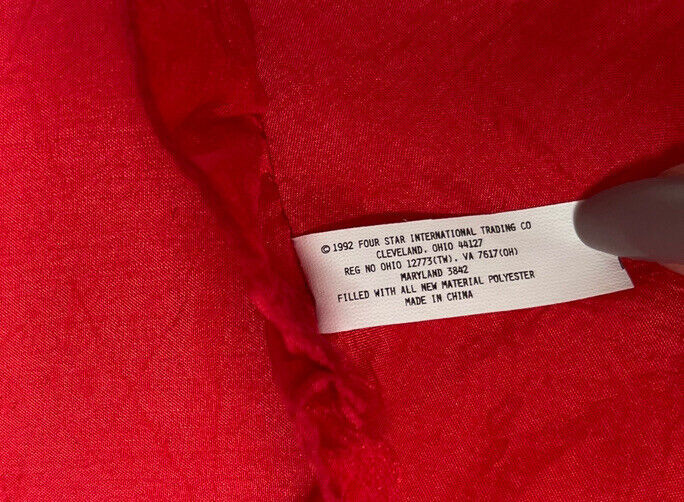 © 1992 FOUR STAR INTERNATIONAL TRADING CO
CLEVELAND, OHIO 44127
REG NO OHIO 12773(TW). VA 7617(OH)
MARYLAND 3842
FILLED WITH ALL NEW MATERIAL POLYESTER
MADE IN CHINA